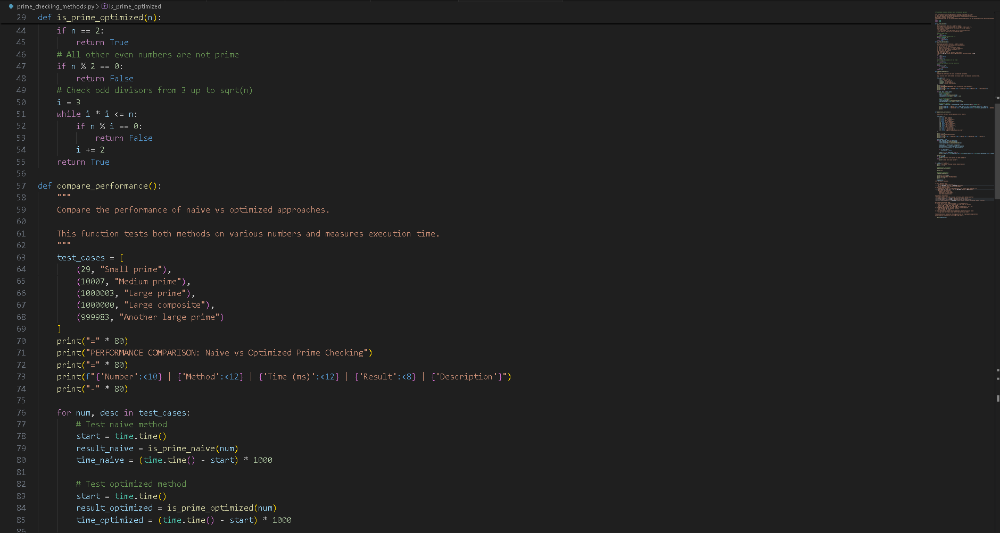 prime_checking_methods.py > is_prime_optimized
29 def is_prime_optimized(n):
44     if n == 2:
45         return True
46     # All other even numbers are not prime
47     if n % 2 == 0:
48         return False
49     # Check odd divisors from 3 up to sqrt(n)
50     i = 3
51     while i * i <= n:
52         if n % i == 0:
53             return False
54         i += 2
55     return True
56
57 def compare_performance():
58     """
59     Compare the performance of naive vs optimized approaches.
60
61     This function tests both methods on various numbers and measures execution time.
62     """
63     test_cases = [
64         (29, "Small prime"),
65         (10007, "Medium prime"),
66         (1000003, "Large prime"),
67         (1000000, "Large composite"),
68         (999983, "Another large prime")
69     ]
70     print("=" * 80)
71     print("PERFORMANCE COMPARISON: Naive vs Optimized Prime Checking")
72     print("=" * 80)
73     print(f"{'Number':<10} | {'Method':<12} | {'Time (ms)':<12} | {'Result':<8} | {'Description'}")
74     print("-" * 80)
75
76     for num, desc in test_cases:
77         # Test naive method
78         start = time.time()
79         result_naive = is_prime_naive(num)
80         time_naive = (time.time() - start) * 1000
81
82         # Test optimized method
83         start = time.time()
84         result_optimized = is_prime_optimized(num)
85         time_optimized = (time.time() - start) * 1000
86